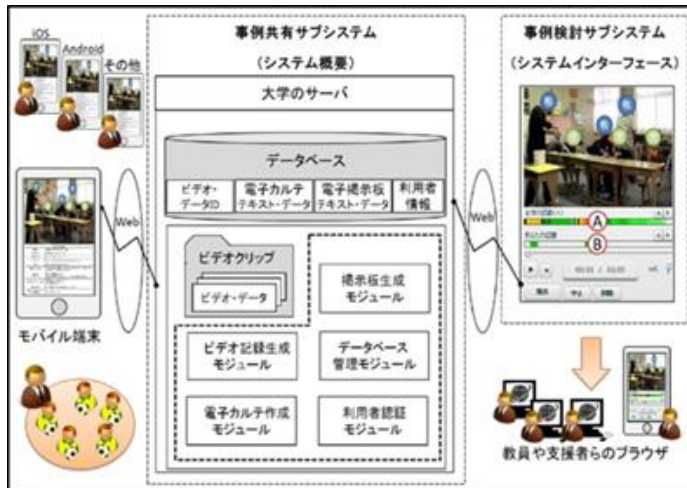 iOS
Android
その他
モバイル端末
Web
事例共有サブシステム
(システム概要)
大学のサーバ
データベース
ビデオ・
データID
電子カルテ
テキスト・データ
電子掲示板
テキスト・データ
利用者
情報
ビデオクリップ
ビデオ・データ
掲示板生成
モジュール
ビデオ記録生成
モジュール
データベース
管理モジュール
電子カルテ作成
モジュール
利用者認証
モジュール
Web
事例検討サブシステム
(システムインターフェース)
A
B
教員や支援者らのブラウザ